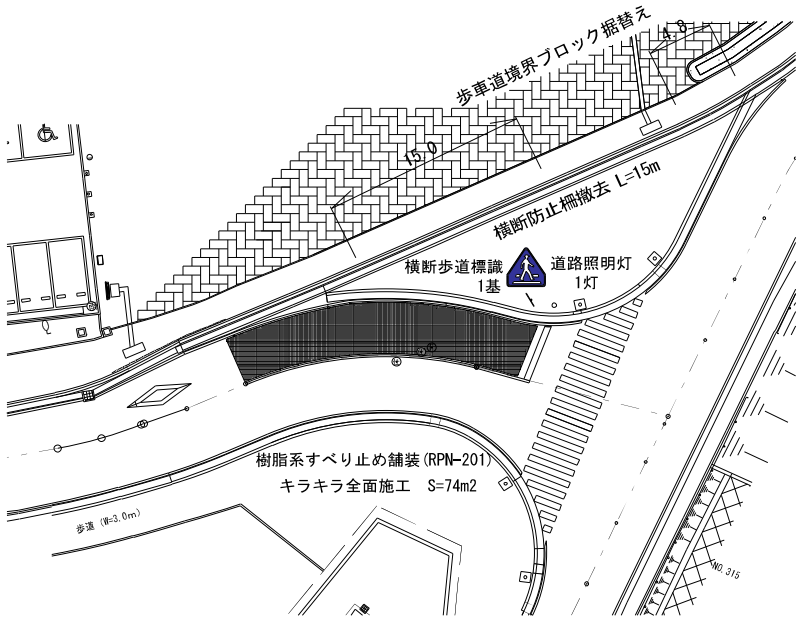 歩車道境界ブロック据替え
4.8
15.0
横断防止柵撤去 L=15m
横断歩道標識
1基
道路照明灯
1灯
樹脂系すべり止め舗装(RPN-201)
キラキラ全面施工 S=74m2
歩道 (W=3.0m)
NO.315